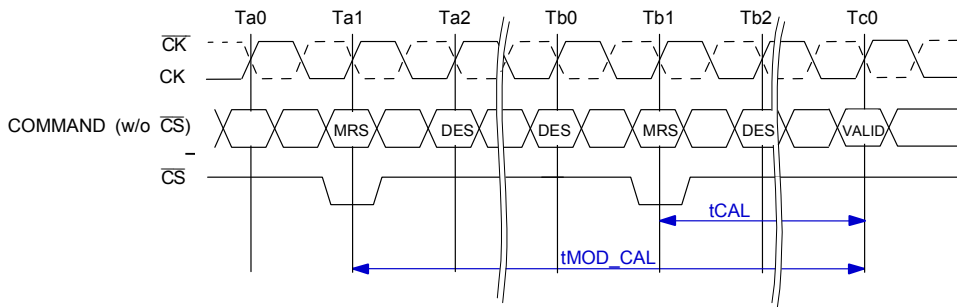 Ta0 Ta1 Ta2 Tb0 Tb1 Tb2 Tc0
CK
CK
COMMAND (w/o CS) MRS DES DES MRS DES VALID
CS
tCAL
tMOD_CAL